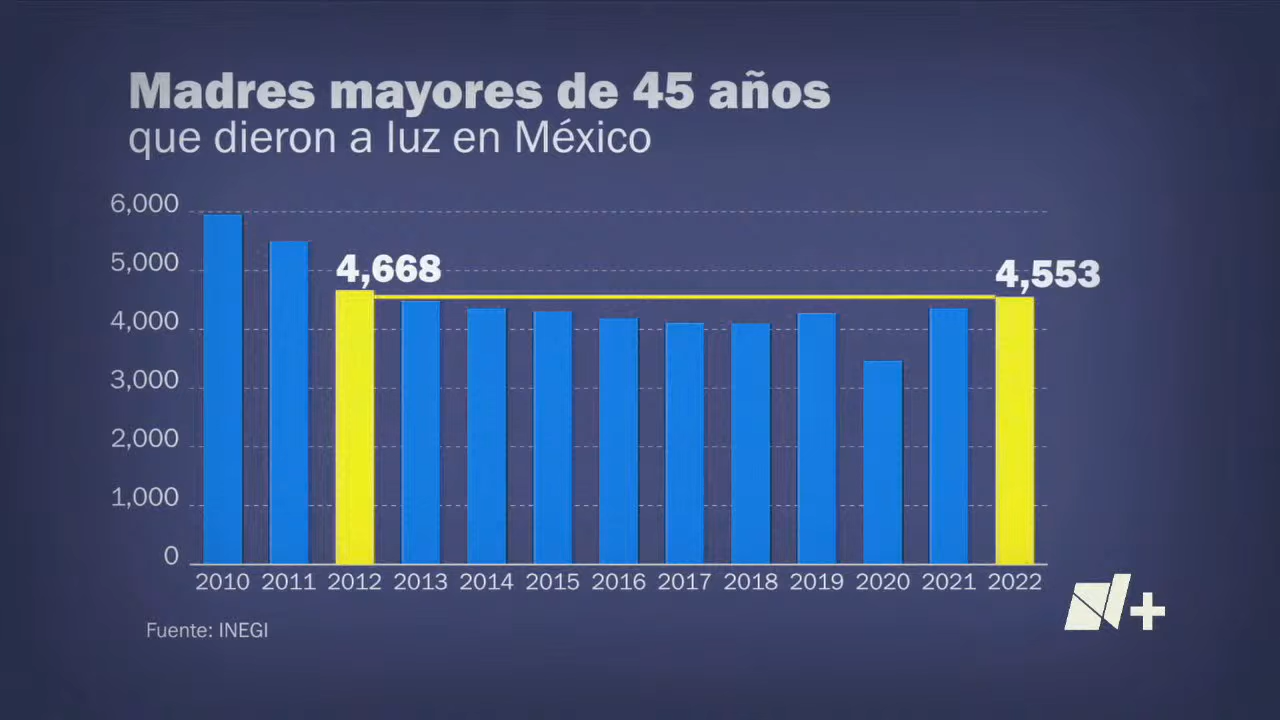 Madres mayores de 45 años
que dieron a luz en México
6,000
5,000
4,668
4,553
4,000
3,000
2,000
1,000
0
2010 2011 2012 2013 2014 2015 2016 2017 2018 2019 2020 2021 2022
Fuente: INEGI
N+